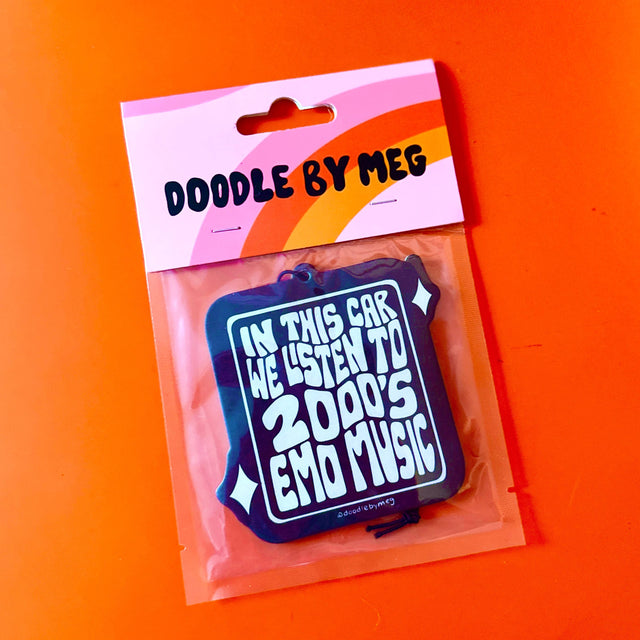 DOODLE BY MEG
IN THIS CAR
WE LISTEN TO
2000'S
EMO MUSIC
@doodlebymeg